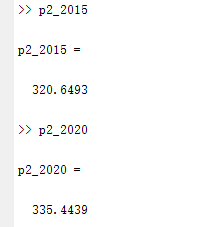 >> p2_2015
p2_2015 =
320.6493
>> p2_2020
p2_2020 =
335.4439